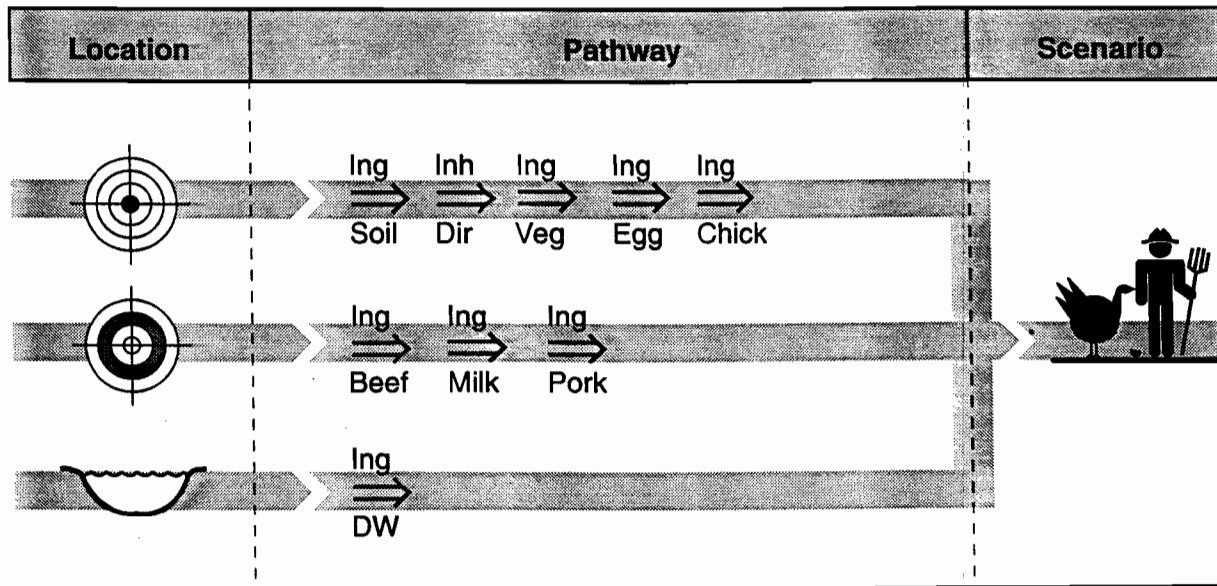 Location Pathway Scenario
Ing Inh Ing Ing Ing
Soil Dir Veg Egg Chick
Ing Ing Ing
Beef Milk Pork
Ing
DW